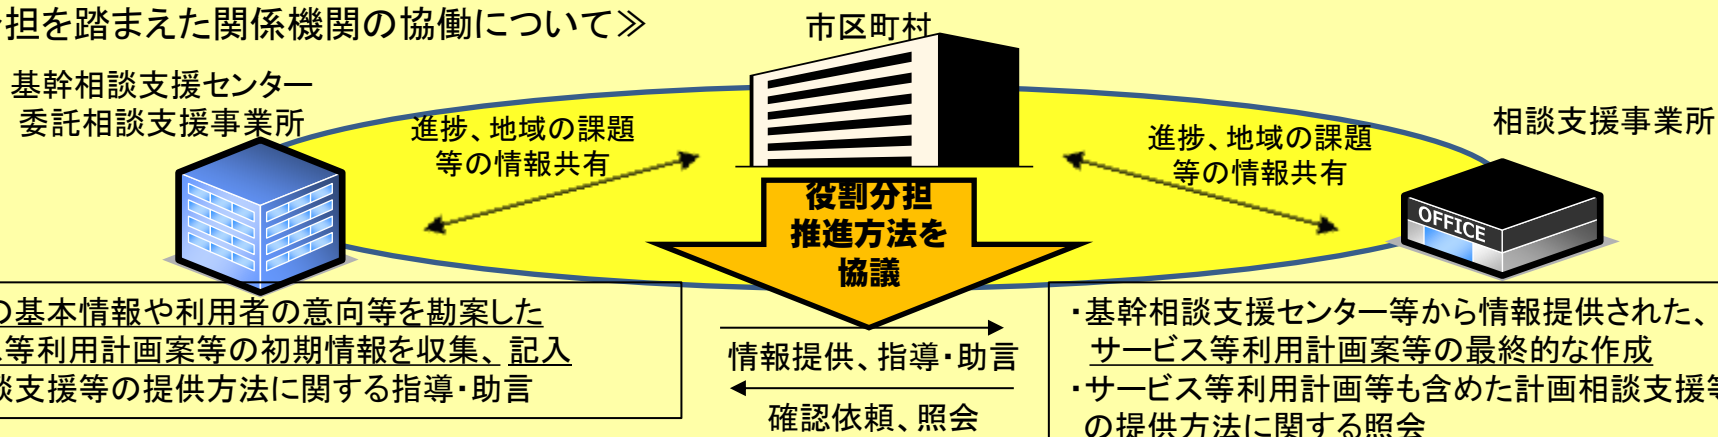 担を踏まえた関係機関の協働について≫
市区町村
基幹相談支援センター
委託相談支援事業所
進捗、地域の課題
等の情報共有
進捗、地域の課題
等の情報共有
相談支援事業所
OFFICE
役割分担
推進方法を
協議
の基本情報や利用者の意向等を勘案した
等利用計画案等の初期情報を収集、記入
談支援等の提供方法に関する指導・助言
情報提供、指導・助言
確認依頼、照会
・基幹相談支援センター等から情報提供された、
サービス等利用計画案等の最終的な作成
・サービス等利用計画等も含めた計画相談支援等
の提供方法に関する照会